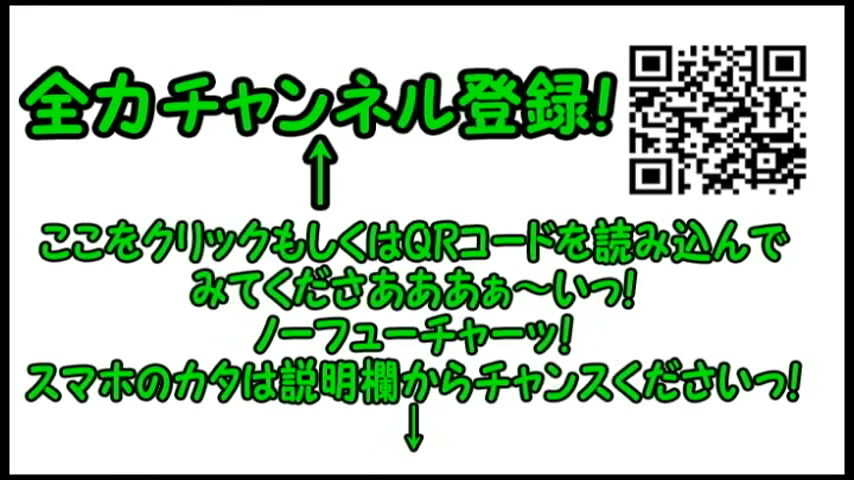 全力チャンネル登録!
↑
ここをクリックもしくはQRコードを読み込んで
みてくださあああぁ〜いっ!
ノーフューチャーッ!
スマホのカタは説明欄からチャンスくださいっ!
↓